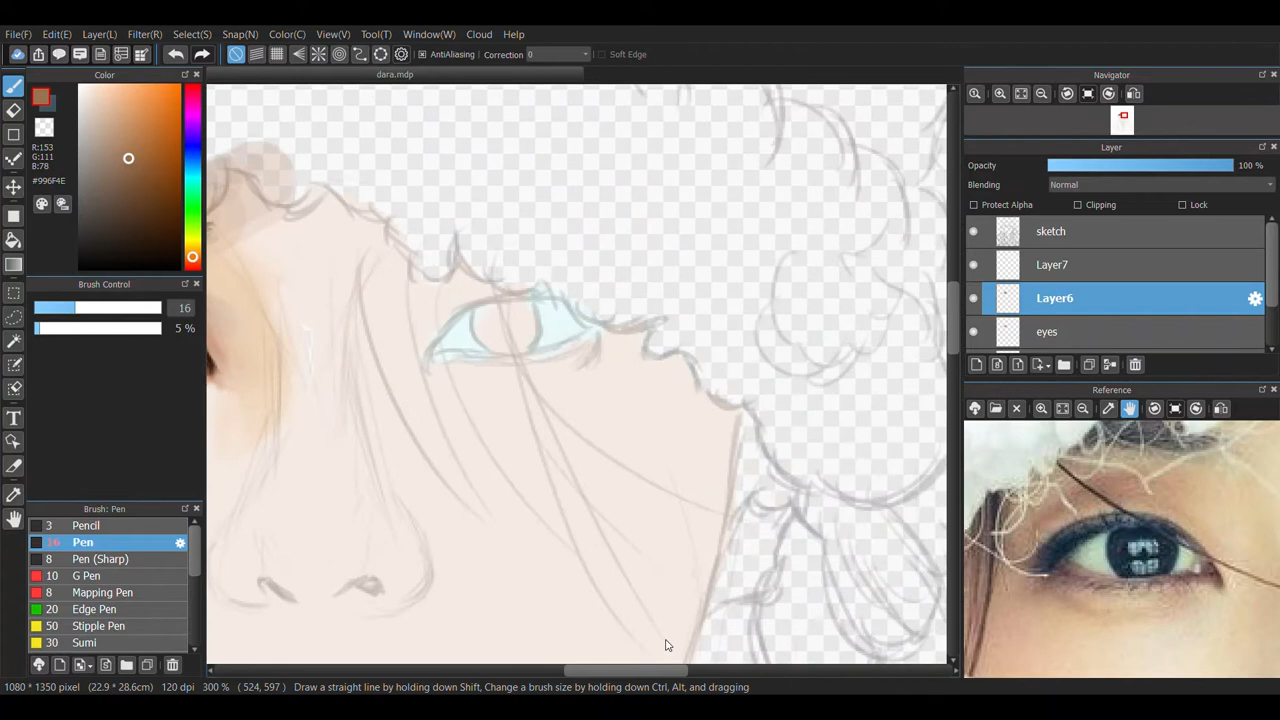 File(F) Edit(E) Layer(L) Filter(R) Select(S) Snap(N) Color(C) View(V) Tool(T) Window(W) Cloud Help
AntiAliasing Correction 0 Soft Edge
Color
dara.mdp
Navigator
R:153
G:111
B:78
#996F4E
Layer
Opacity 100 %
Blending Normal
Protect Alpha Clipping Lock
sketch
Layer7
Layer6
eyes
Brush Control
16
5 %
Reference
Brush: Pen
3 Pencil
16 Pen
8 Pen (Sharp)
10 G Pen
8 Mapping Pen
20 Edge Pen
50 Stipple Pen
30 Sumi
1080 * 1350 pixel (22.9 * 28.6cm) 120 dpi 300 % ( 524, 597 ) Draw a straight line by holding down Shift, Change a brush size by holding down Ctrl, Alt, and dragging